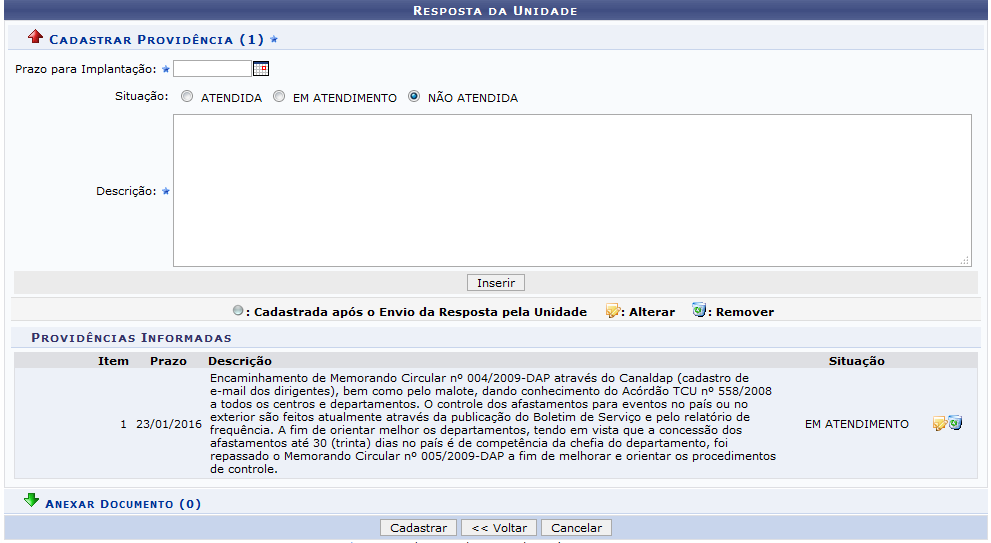 RESPOSTA DA UNIDADE
CADASTRAR PROVIDÊNCIA (1)
Prazo para Implantação:
Situação: ATENDIDA EM ATENDIMENTO NÃO ATENDIDA
Descrição:
Inserir
: Cadastrada após o Envio da Resposta pela Unidade : Alterar : Remover
PROVIDÊNCIAS INFORMADAS
Item Prazo Descrição Situação
Encaminhamento de Memorando Circular nº 004/2009-DAP através do Canaldap (cadastro de
e-mail dos dirigentes), bem como pelo malote, dando conhecimento do Acórdão TCU nº 558/2008
a todos os centros e departamentos. O controle dos afastamentos para eventos no país ou no
exterior são feitos atualmente através da publicação do Boletim de Serviço e pelo relatório de
1 23/01/2016 frequência. A fim de orientar melhor os departamentos, tendo em vista que a concessão dos EM ATENDIMENTO
afastamentos até 30 (trinta) dias no país é de competência da chefia do departamento, foi
repassado o Memorando Circular nº 005/2009-DAP a fim de melhorar e orientar os procedimentos
de controle.
ANEXAR DOCUMENTO (0)
Cadastrar << Voltar Cancelar